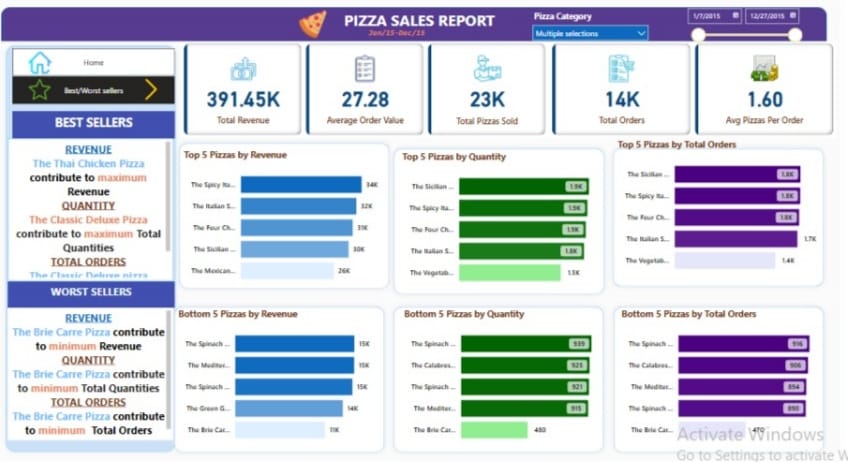 PIZZA SALES REPORT
Jan/15-Dec/15
Pizza Category
Multiple selections
1/7/2015
12/27/2015
Home
Best/Worst sellers
391.45K
Total Revenue
27.28
Average Order Value
23K
Total Pizzas Sold
14K
Total Orders
1.60
Avg Pizzas Per Order
BEST SELLERS
REVENUE
The Thai Chicken Pizza
contribute to maximum
Revenue
QUANTITY
The Classic Deluxe Pizza
contribute to maximum Total
Quantities
TOTAL ORDERS
The Classic Deluxe pizza
WORST SELLERS
REVENUE
The Brie Carre Pizza contribute
to minimum Revenue
QUANTITY
The Brie Carre Pizza contribute
to minimum Total Quantities
TOTAL ORDERS
The Brie Carre Pizza contribute
to minimum Total Orders
Top 5 Pizzas by Revenue
The Spicy Ita... 34K
The Italian S... 32K
The Four Ch... 31K
The Sicilian ... 30K
The Mexican... 26K
Top 5 Pizzas by Quantity
The Sicilian ... 1.9K
The Spicy Ita... 1.9K
The Four Ch... 1.9K
The Italian S... 1.8K
The Vegetab... 1.5K
Top 5 Pizzas by Total Orders
The Sicilian ... 1.8K
The Spicy Ita... 1.8K
The Four Ch... 1.8K
The Italian S... 1.7K
The Vegetab... 1.4K
Bottom 5 Pizzas by Revenue
The Spinach ... 15K
The Mediter... 15K
The Spinach ... 15K
The Green G... 14K
The Brie Car... 11K
Bottom 5 Pizzas by Quantity
The Spinach ... 939
The Calabres... 925
The Spinach ... 921
The Mediter... 915
The Brie Car... 480
Bottom 5 Pizzas by Total Orders
The Spinach ... 916
The Calabres... 906
The Mediter... 894
The Spinach ... 890
The Brie Car... 470
Activate Windows
Go to Settings to activate W